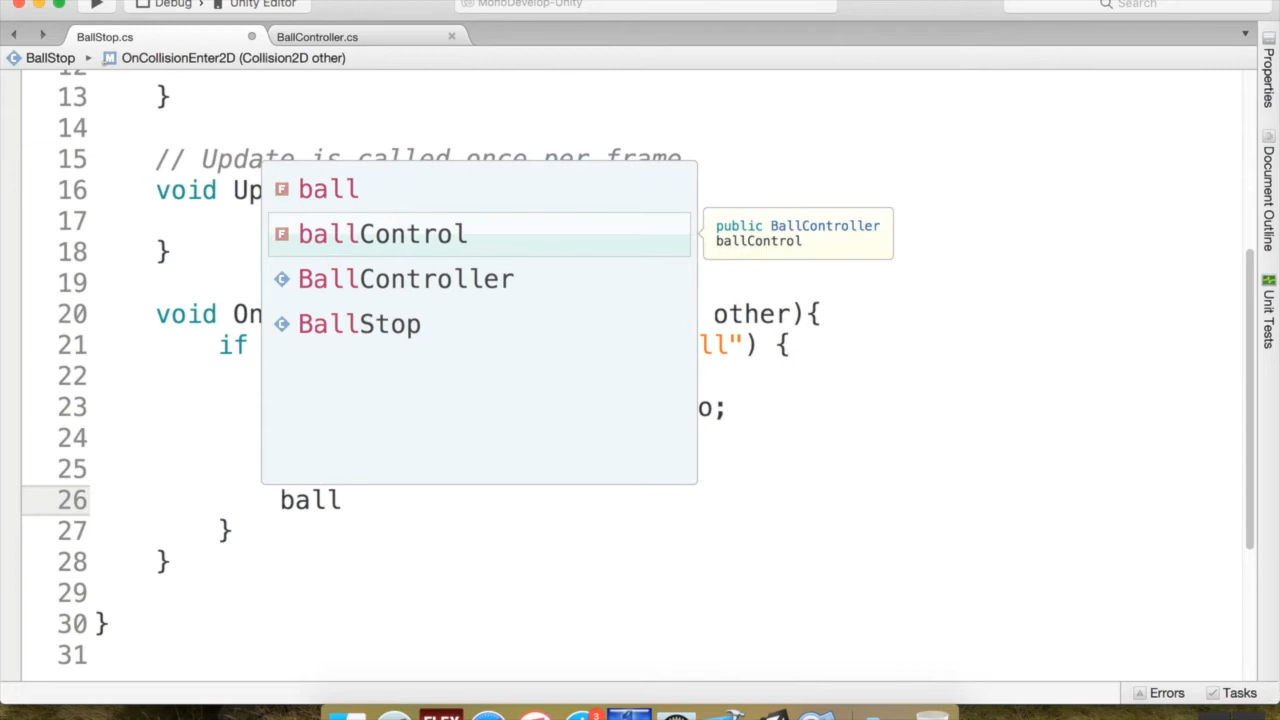 Debug
Unity Editor
MonoDevelop-Unity
Search
BallStop.cs
BallController.cs
BallStop
OnCollisionEnter2D (Collision2D other)
12
13 }
14
15 // Update is called once per frame
16 void Up
17
18 }
19
20 void On other){
21 if ll") {
22
23 o;
24
25
26 ball
27 }
28 }
29
30 }
31
ball
ballControl
BallController
BallStop
public BallController
ballControl
Properties
Document Outline
Unit Tests
Errors
Tasks
FLEX
3